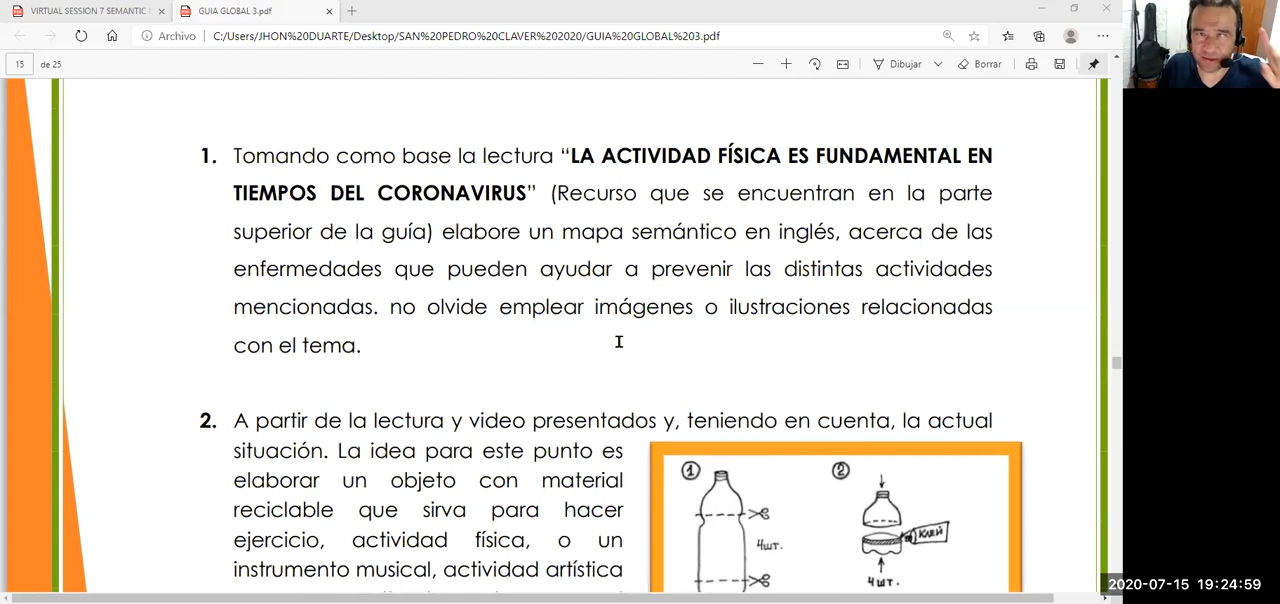 VIRTUAL SESSION 7 SEMANTIC
GUIA GLOBAL 3.pdf
Archivo
C:/Users/JHON%20DUARTE/Desktop/SAN%20PEDRO%20CLAVER%202020/GUIA%20GLOBAL%203.pdf
15 de 25
Dibujar
Borrar
1. Tomando como base la lectura “LA ACTIVIDAD FÍSICA ES FUNDAMENTAL EN
TIEMPOS DEL CORONAVIRUS” (Recurso que se encuentran en la parte
superior de la guía) elabore un mapa semántico en inglés, acerca de las
enfermedades que pueden ayudar a prevenir las distintas actividades
mencionadas. no olvide emplear imágenes o ilustraciones relacionadas
con el tema.
2. A partir de la lectura y video presentados y, teniendo en cuenta, la actual
situación. La idea para este punto es
elaborar un objeto con material
reciclable que sirva para hacer
ejercicio, actividad física, o un
instrumento musical, actividad artística
1
2
4шт.
КЛЕЙ
4шт.
2020-07-15 19:24:59